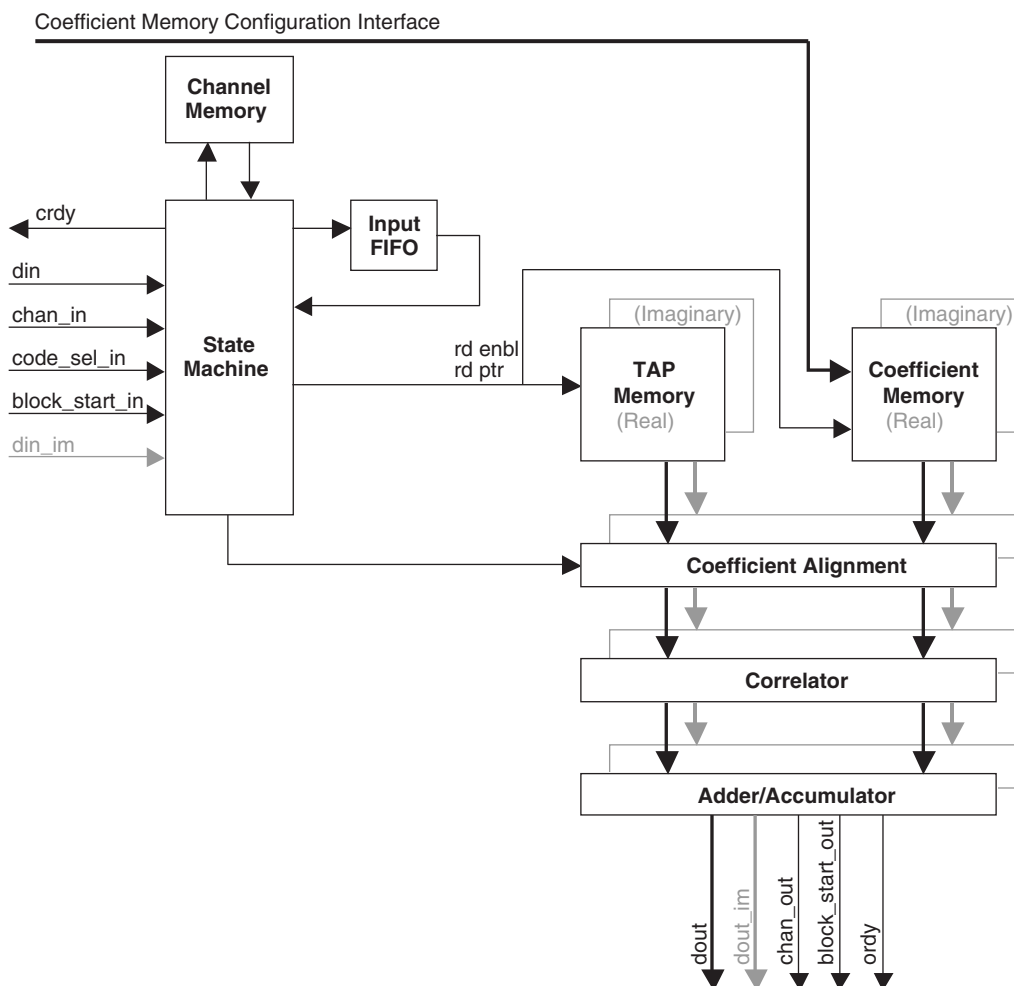 Coefficient Memory Configuration Interface
Channel
Memory
crdy
Input
FIFO
din
chan_in
code_sel_in
block_start_in
din_im
State
Machine
rd enbl
rd ptr
(Imaginary)
TAP
Memory
(Real)
(Imaginary)
Coefficient
Memory
(Real)
Coefficient Alignment
Correlator
Adder/Accumulator
dout
dout_im
chan_out
block_start_out
ordy